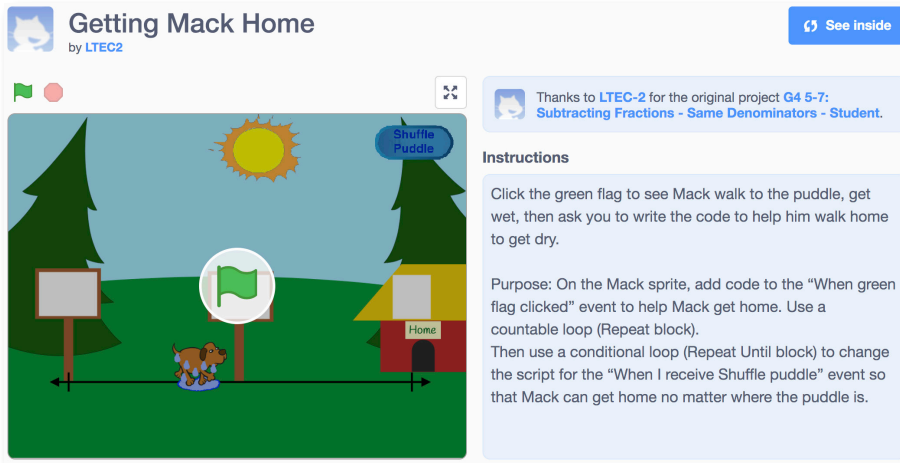 Getting Mack Home
by LTEC2
See inside
Thanks to LTEC-2 for the original project G4 5-7:
Subtracting Fractions - Same Denominators - Student.
Shuffle
Puddle
Home
Instructions
Click the green flag to see Mack walk to the puddle, get
wet, then ask you to write the code to help him walk home
to get dry.
Purpose: On the Mack sprite, add code to the “When green
flag clicked” event to help Mack get home. Use a
countable loop (Repeat block).
Then use a conditional loop (Repeat Until block) to change
the script for the “When I receive Shuffle puddle” event so
that Mack can get home no matter where the puddle is.